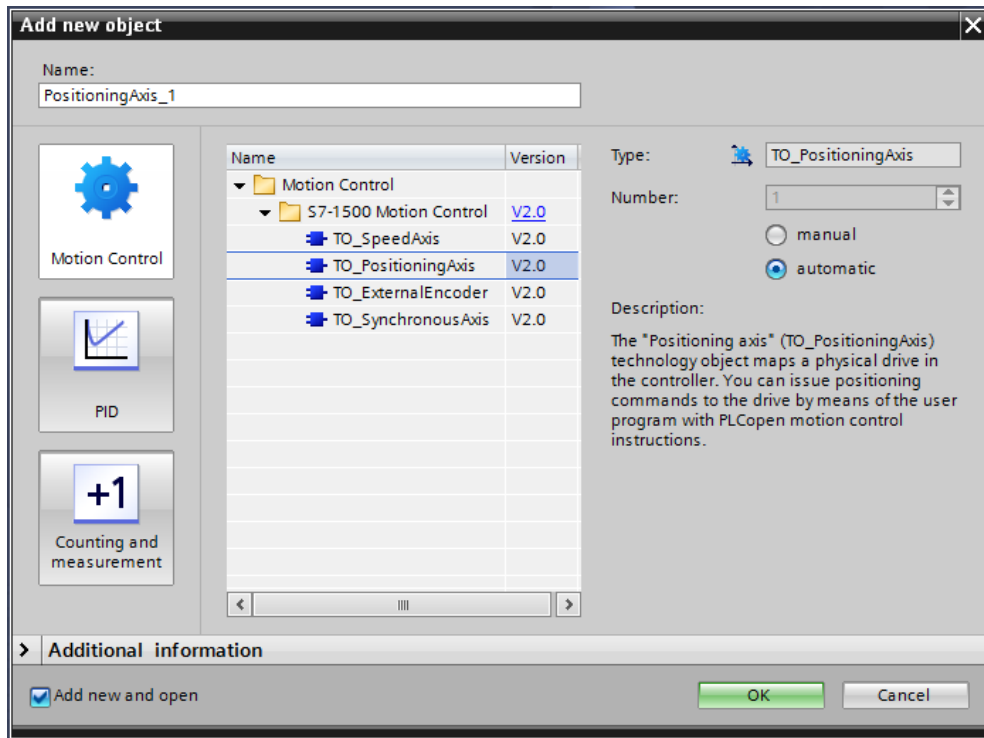 Add new object
Name:
PositioningAxis_1
Motion Control
PID
+1
Counting and
measurement
Name Version
Motion Control
S7-1500 Motion Control V2.0
TO_SpeedAxis V2.0
TO_PositioningAxis V2.0
TO_ExternalEncoder V2.0
TO_SynchronousAxis V2.0
Type: TO_PositioningAxis
Number: 1
manual
automatic
Description:
The "Positioning axis" (TO_PositioningAxis)
technology object maps a physical drive in
the controller. You can issue positioning
commands to the drive by means of the user
program with PLCopen motion control
instructions.
Additional information
Add new and open
OK
Cancel